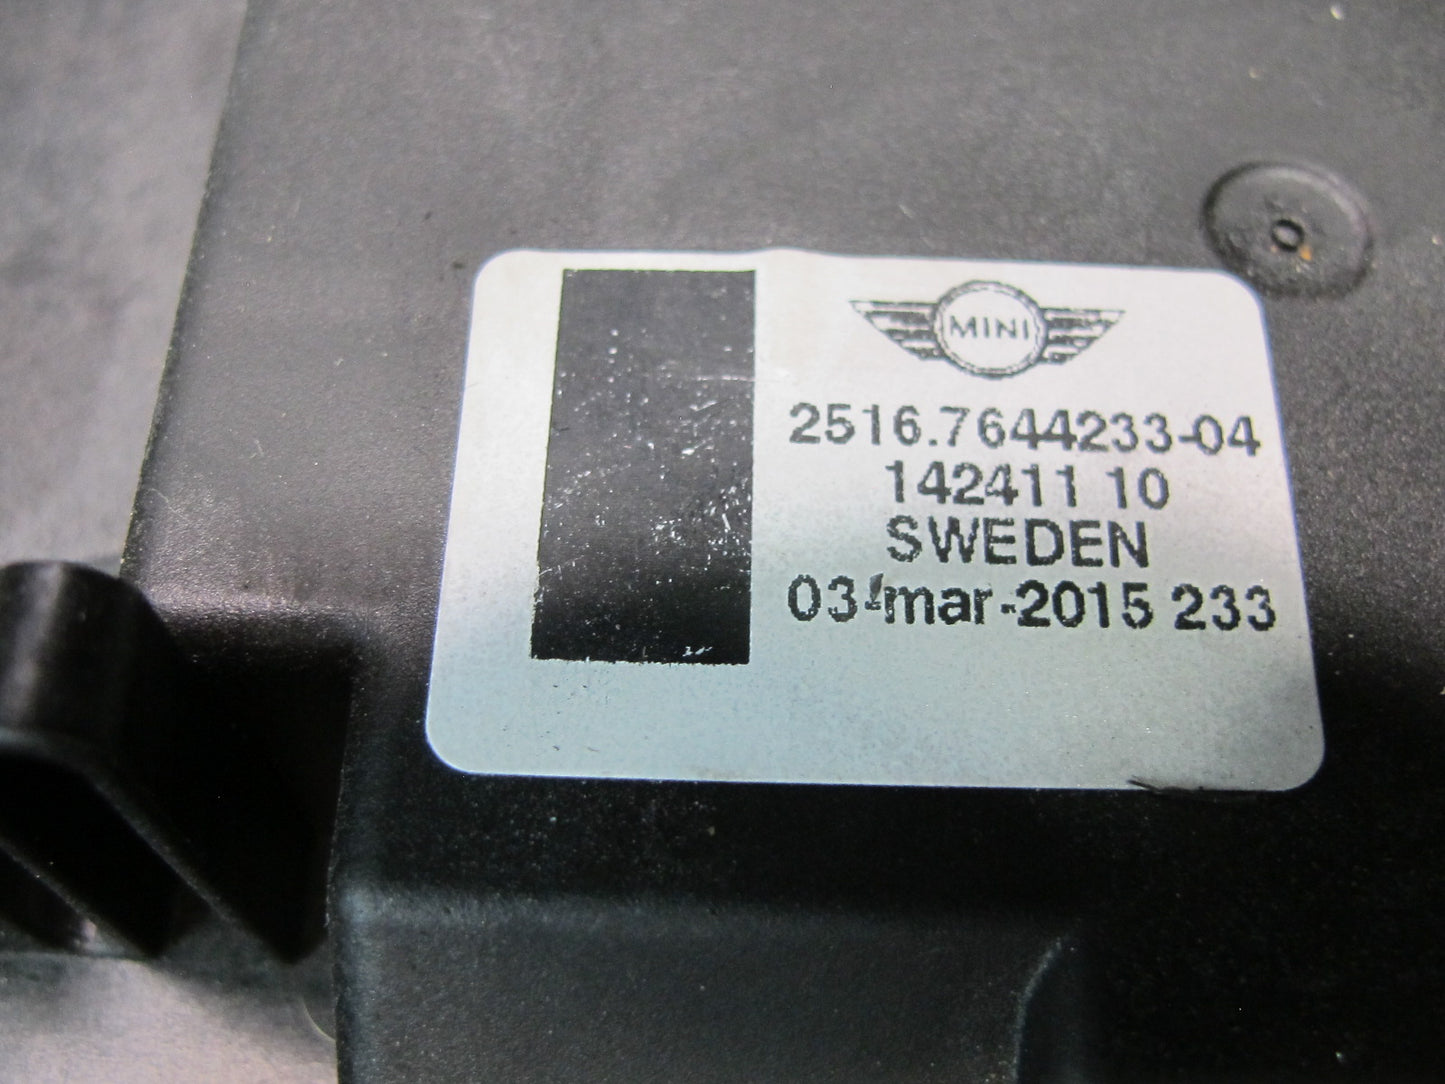 MINI
2516.7644233-04
142411 10
SWEDEN
03-mar-2015 233